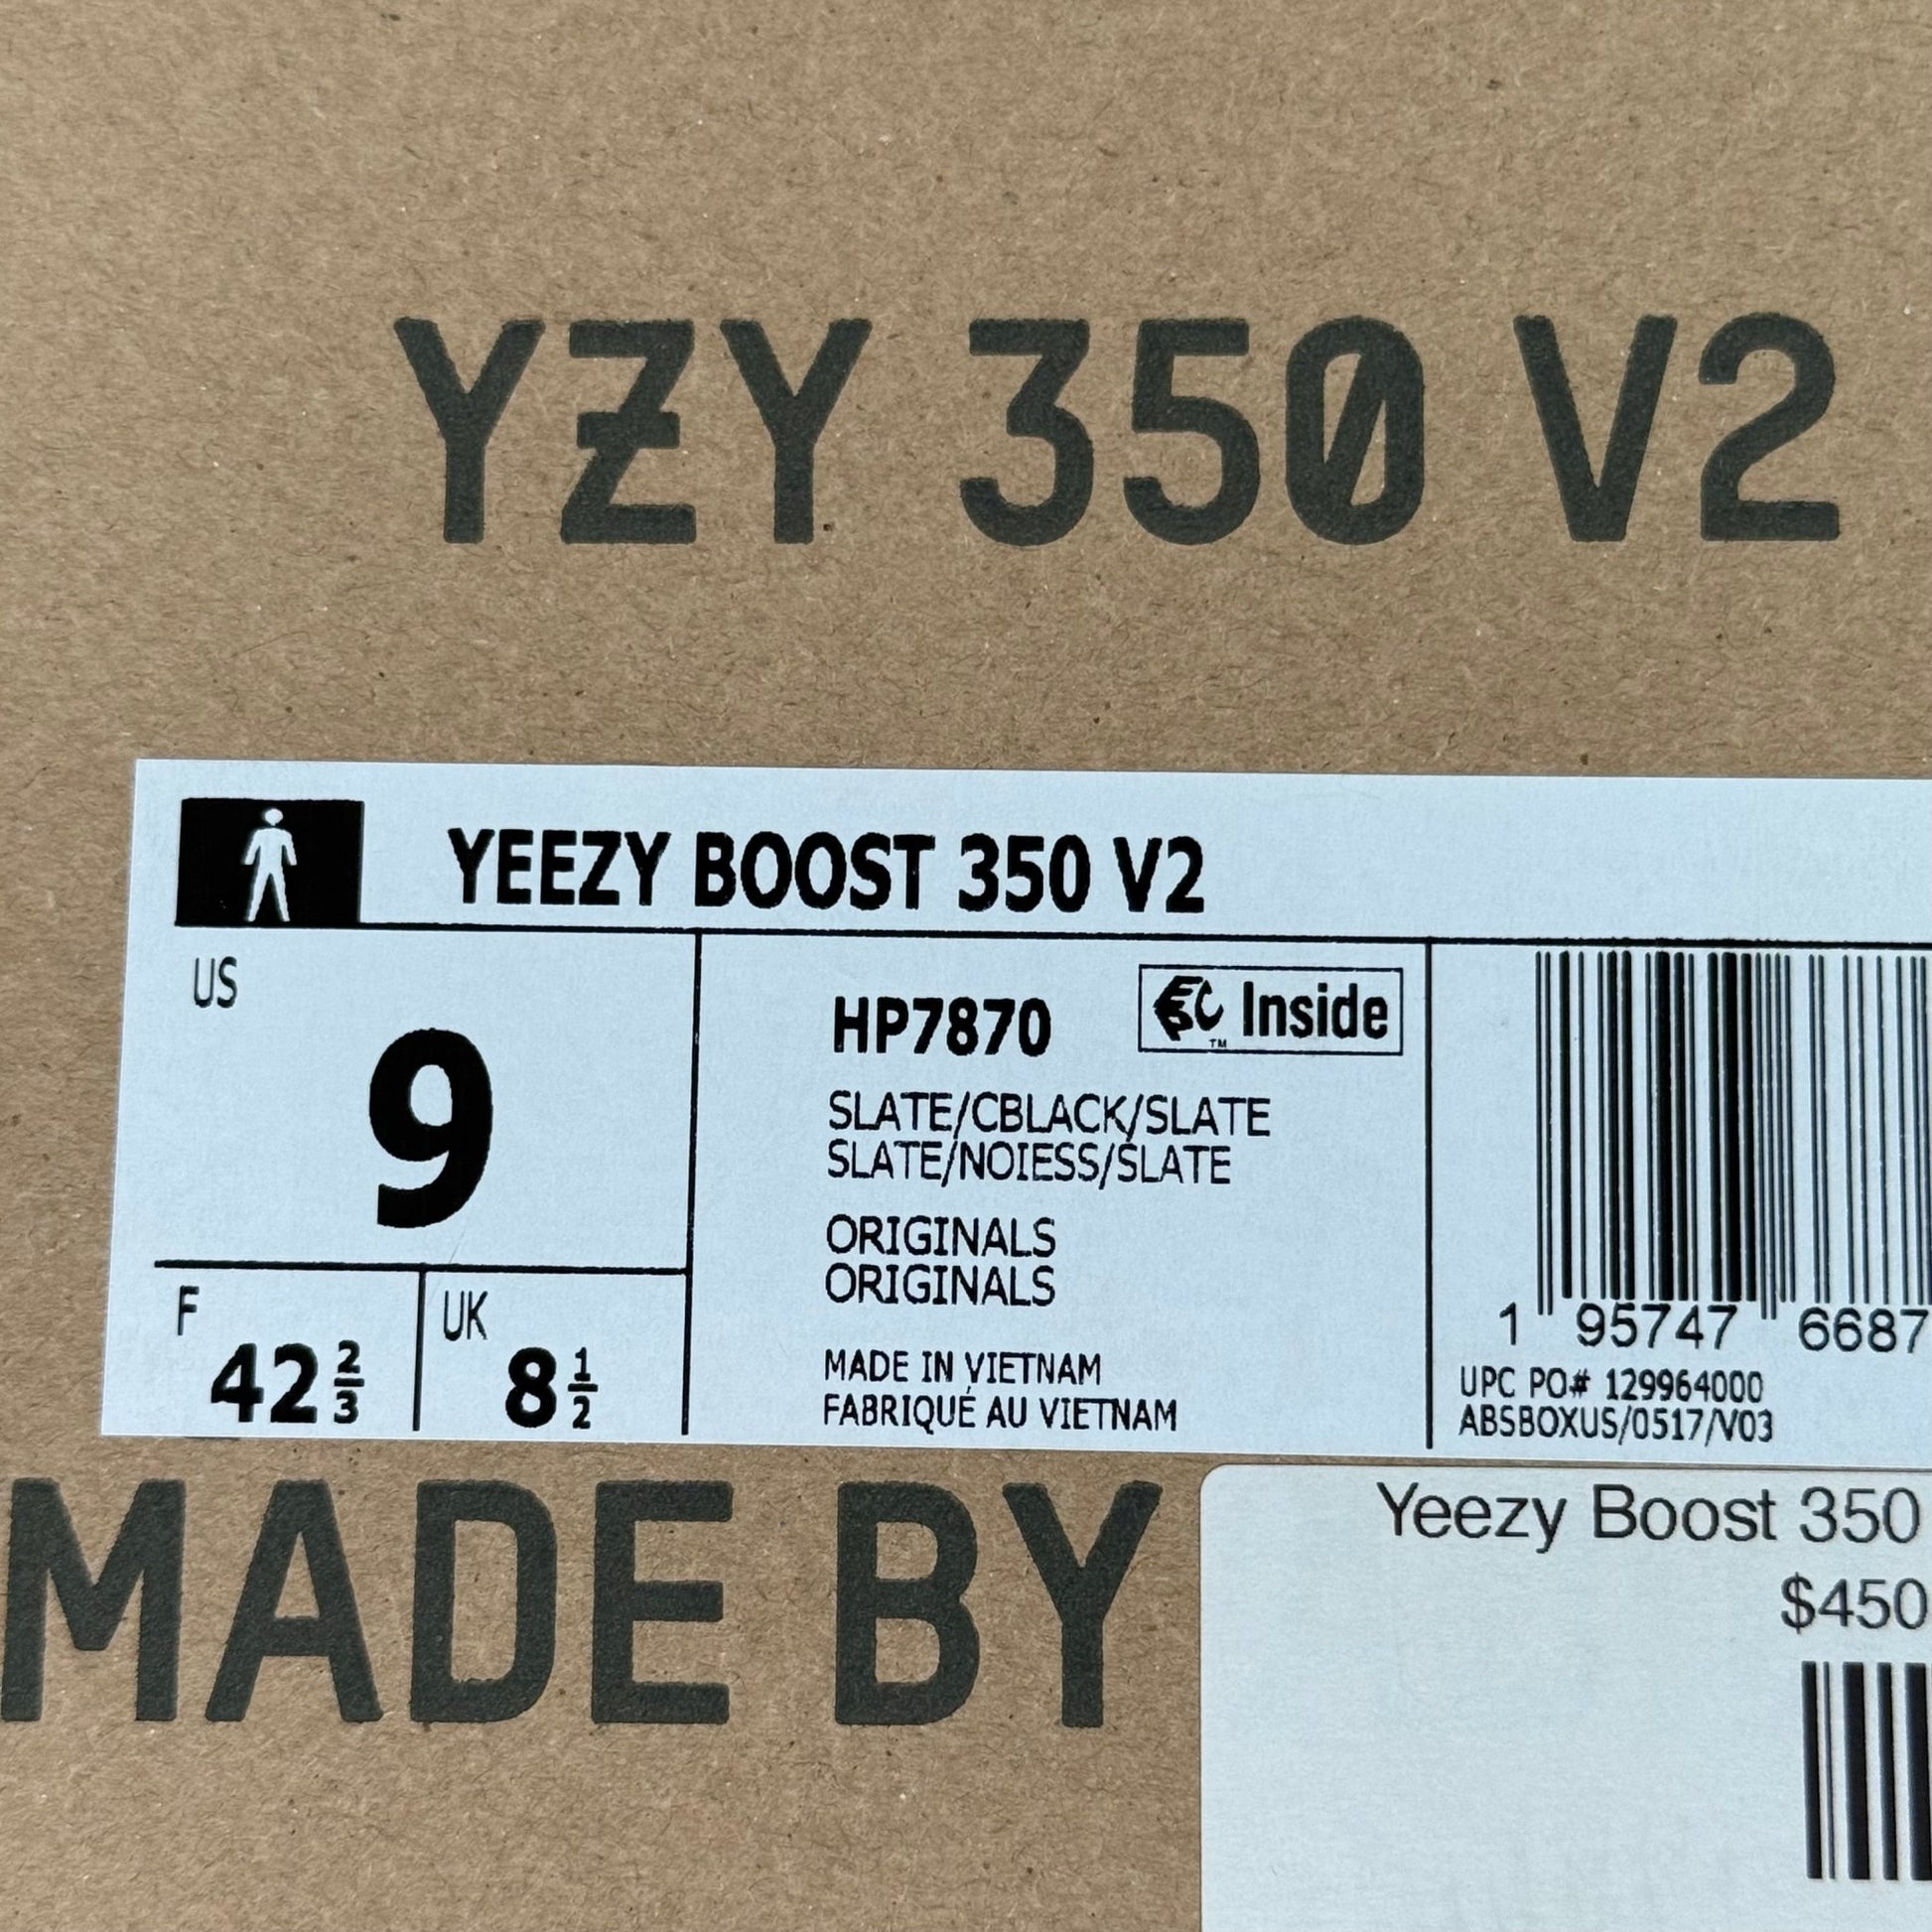 YZY 350 V2
YEEZY BOOST 350 V2
US
9
F
42 2/3
UK
8 1/2
HP7870
Inside
TM
SLATE/CBLACK/SLATE
SLATE/NOIESS/SLATE
ORIGINALS
ORIGINALS
MADE IN VIETNAM
FABRIQUÉ AU VIETNAM
1 95747 6687
UPC PO# 129964000
ABSBOXUS/0517/V03
MADE BY
Yeezy Boost 350
$450